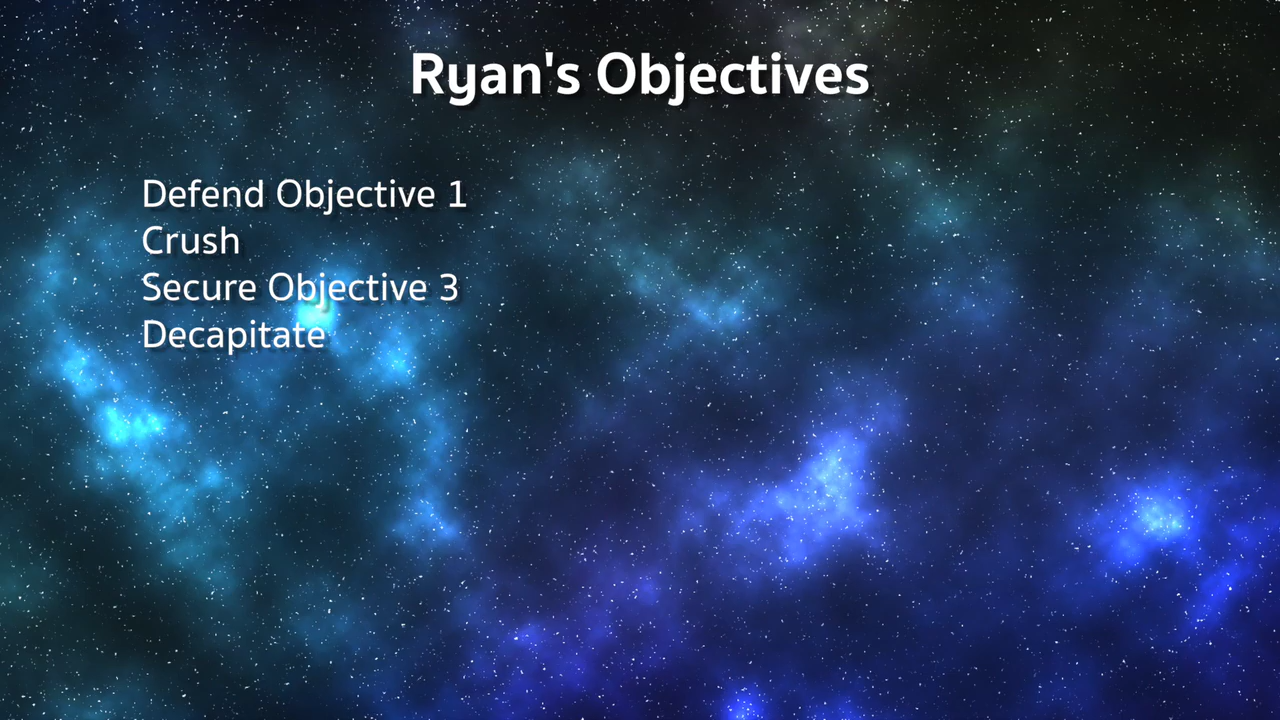 Ryan's Objectives
Defend Objective 1
Crush
Secure Objective 3
Decapitate